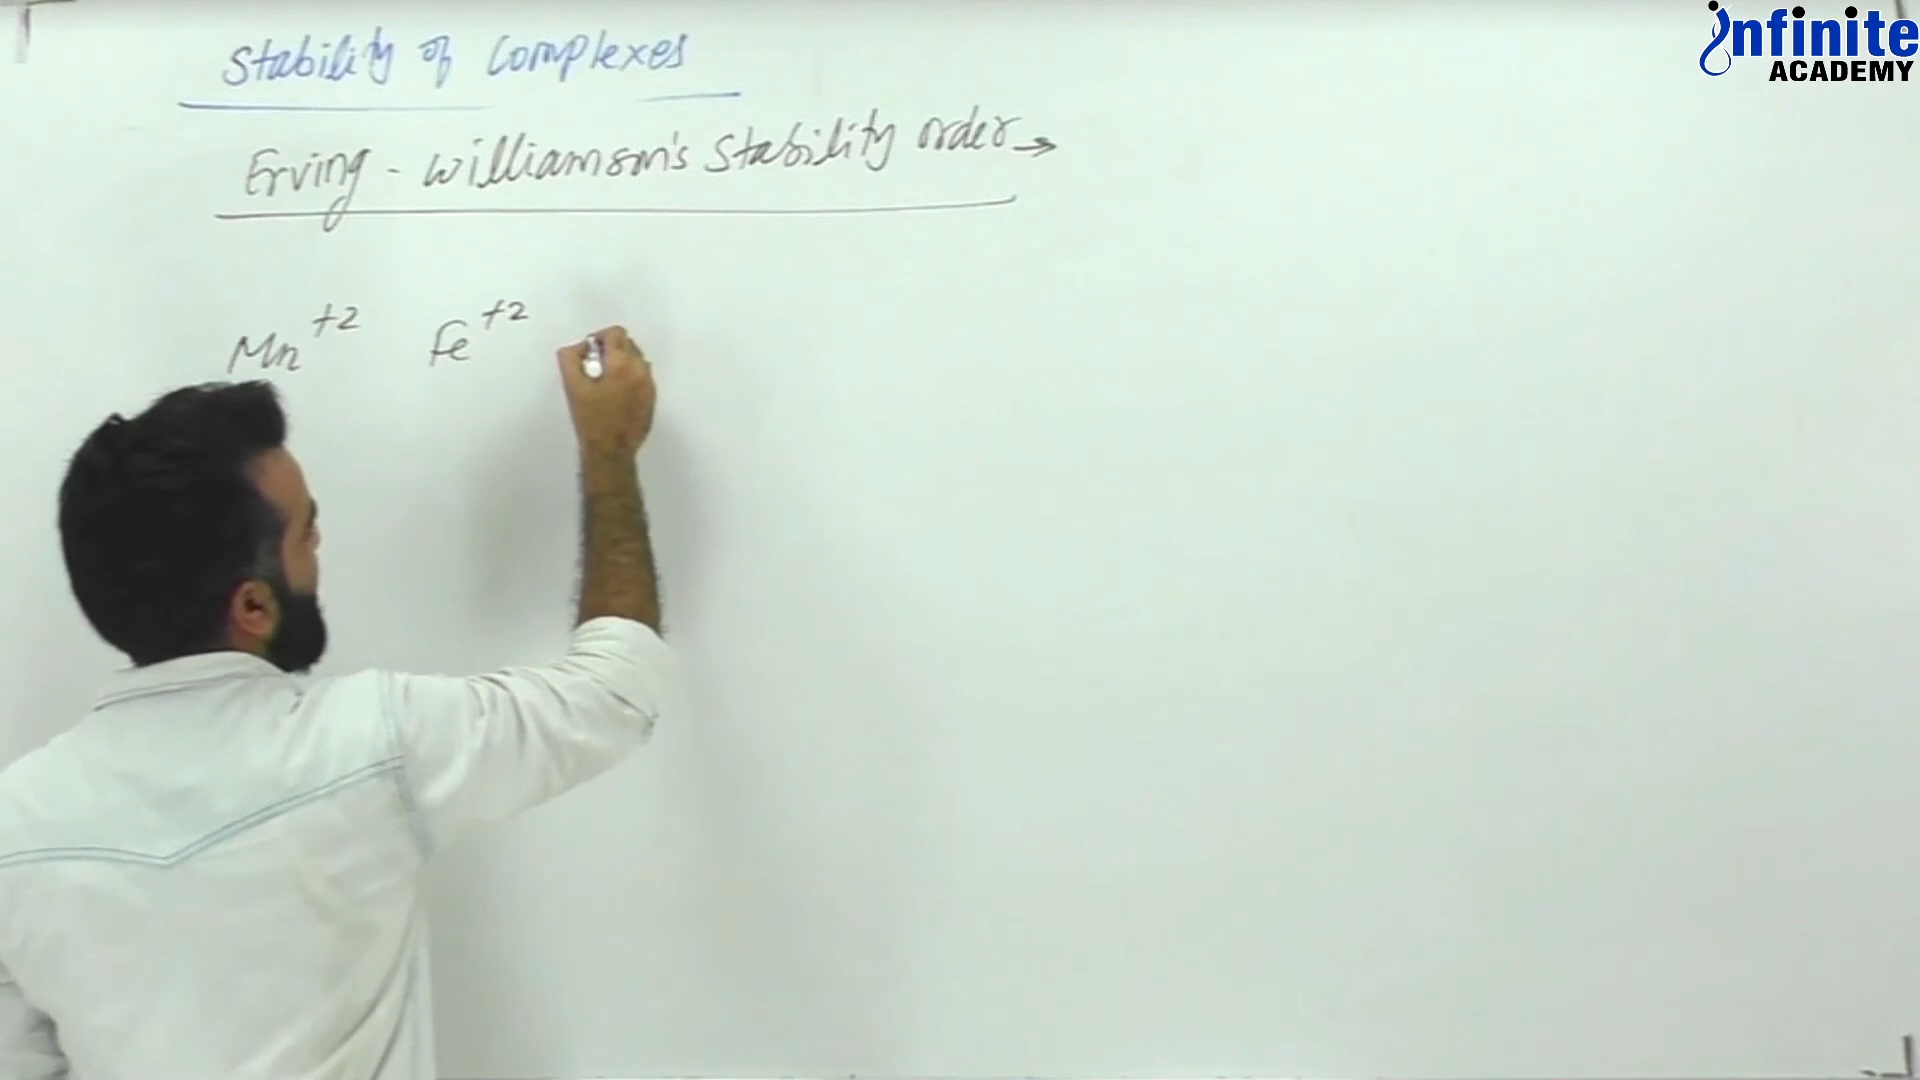 infinite
ACADEMY
Stability of Complexes
Erving - Williamson's Stability order →
Mn+2 Fe+2